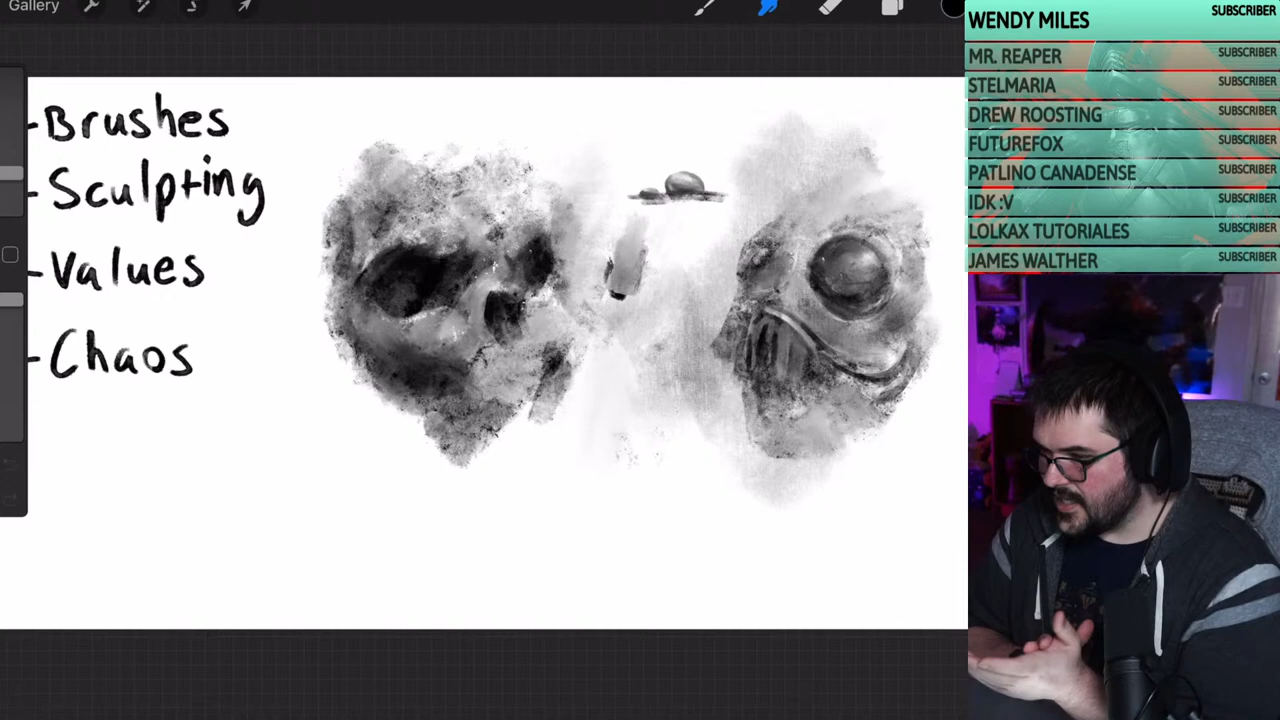 Gallery
- Brushes
- Sculpting
- Values
- Chaos
WENDY MILES SUBSCRIBER
MR. REAPER SUBSCRIBER
STELMARIA SUBSCRIBER
DREW ROOSTING SUBSCRIBER
FUTUREFOX SUBSCRIBER
PATLINO CANADENSE SUBSCRIBER
IDK :V SUBSCRIBER
LOLKAX TUTORIALES SUBSCRIBER
JAMES WALTHER SUBSCRIBER